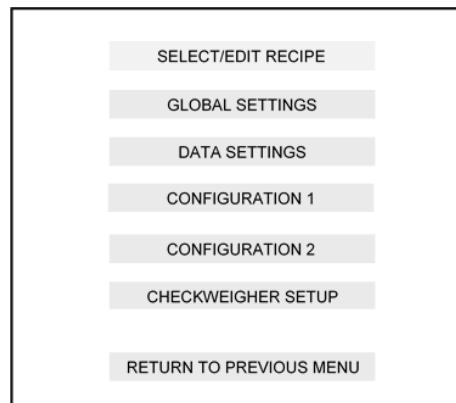 SELECT/EDIT RECIPE
GLOBAL SETTINGS
DATA SETTINGS
CONFIGURATION 1
CONFIGURATION 2
CHECKWEIGHER SETUP
RETURN TO PREVIOUS MENU